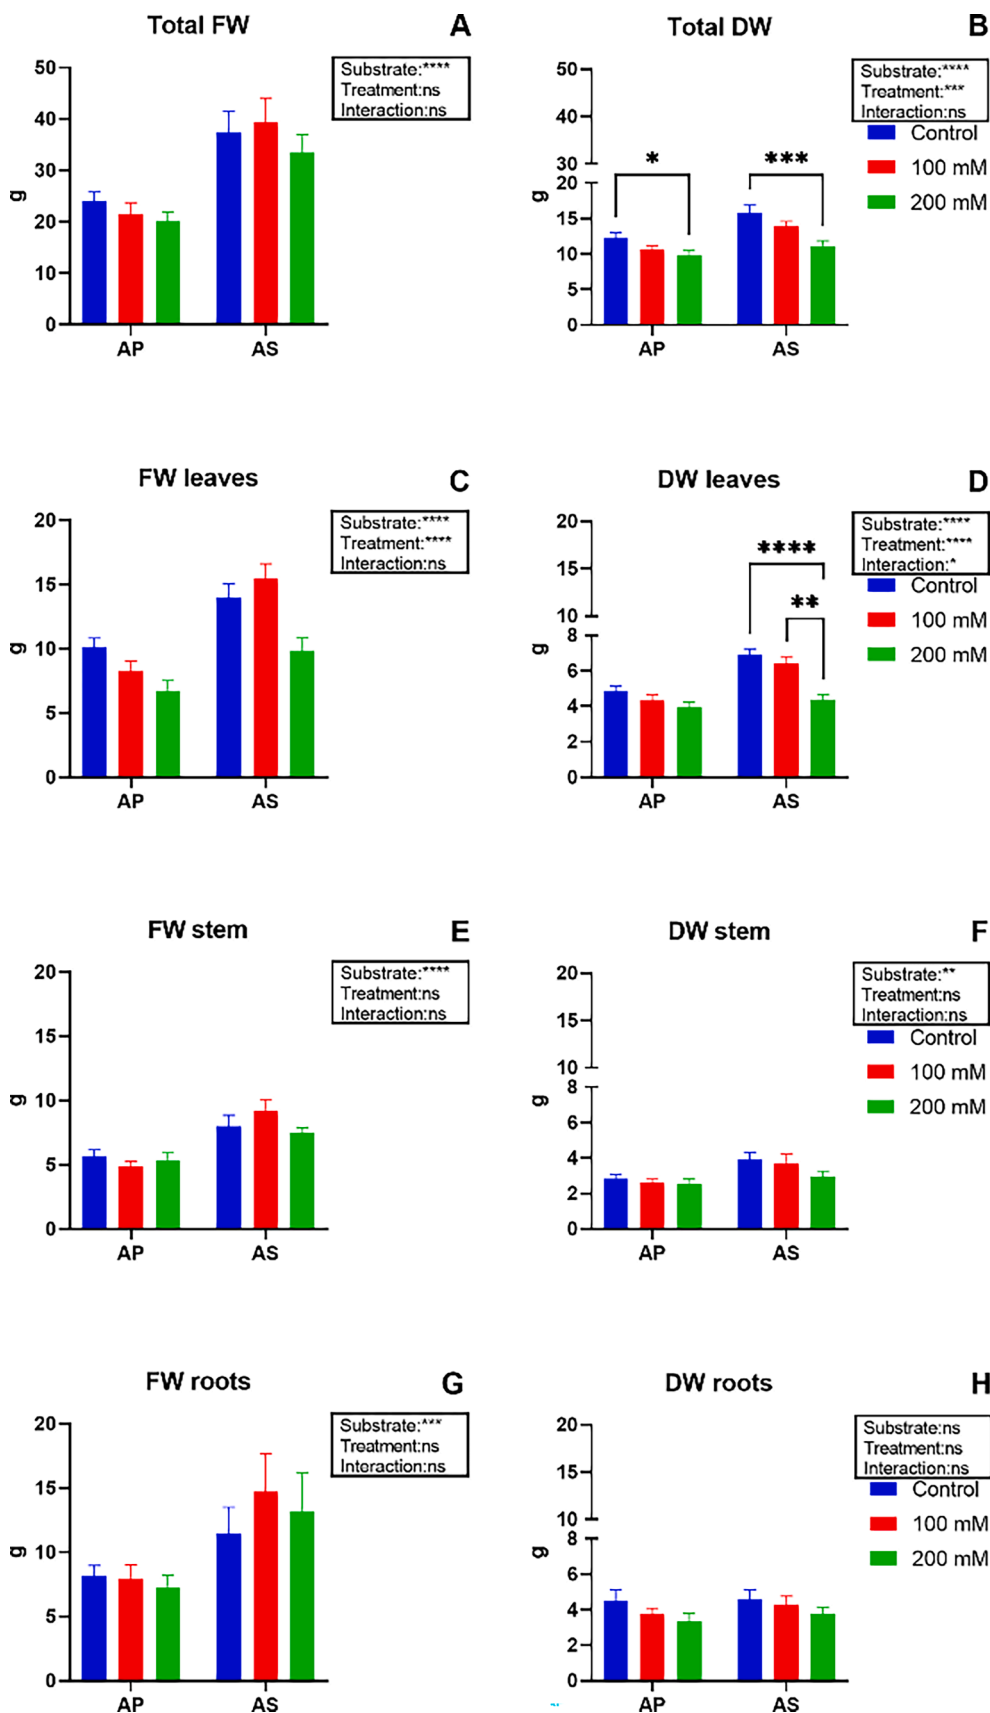 Total FW
A
Substrate:****
Treatment:ns
Interaction:ns
50
40
30
20
10
0
g
AP
AS
Total DW
B
Substrate:****
Treatment:***
Interaction:ns
Control
100 mM
200 mM
50
40
30
20
15
10
5
0
g
*
***
AP
AS
FW leaves
C
Substrate:****
Treatment:****
Interaction:ns
20
15
10
5
0
g
AP
AS
DW leaves
D
Substrate:****
Treatment:****
Interaction:*
Control
100 mM
200 mM
20
15
10
8
6
4
2
0
g
****
**
AP
AS
FW stem
E
Substrate:****
Treatment:ns
Interaction:ns
20
15
10
5
0
g
AP
AS
DW stem
F
Substrate:**
Treatment:ns
Interaction:ns
Control
100 mM
200 mM
20
15
10
8
6
4
2
0
g
AP
AS
FW roots
G
Substrate:***
Treatment:ns
Interaction:ns
20
15
10
5
0
g
AP
AS
DW roots
H
Substrate:ns
Treatment:ns
Interaction:ns
Control
100 mM
200 mM
20
15
10
8
6
4
2
0
g
AP
AS